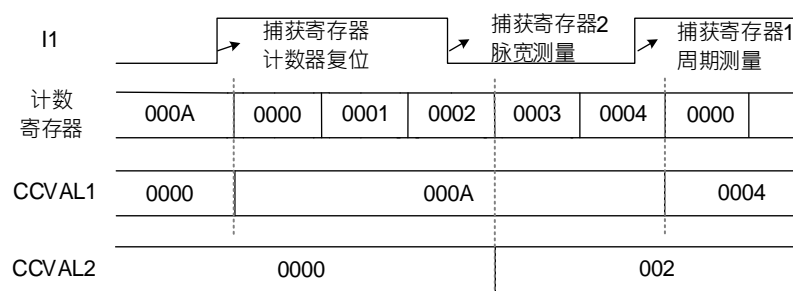 I1
捕获寄存器
计数器复位
捕获寄存器2
脉宽测量
捕获寄存器1
周期测量
计数
寄存器
000A 0000 0001 0002 0003 0004 0000
CCVAL1 0000 000A 0004
CCVAL2 0000 002